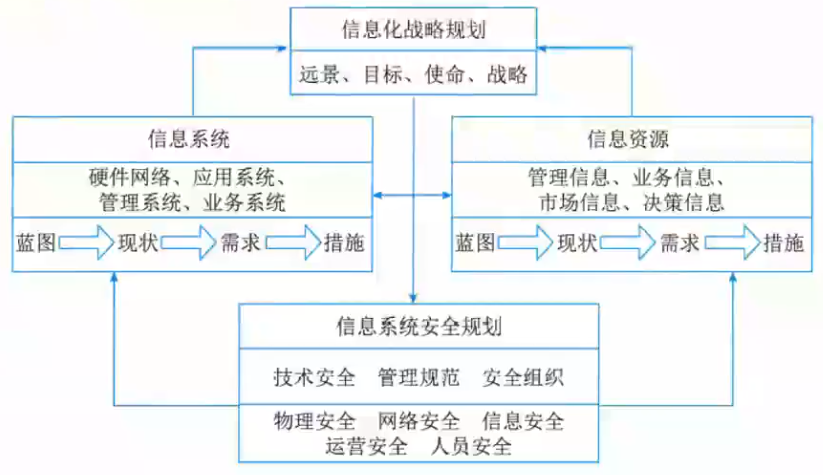 信息化战略规划
远景、目标、使命、战略
信息系统
硬件网络、应用系统、
管理系统、业务系统
蓝图 现状 需求 措施
信息资源
管理信息、业务信息、
市场信息、决策信息
蓝图 现状 需求 措施
信息系统安全规划
技术安全 管理规范 安全组织
物理安全 网络安全 信息安全
运营安全 人员安全